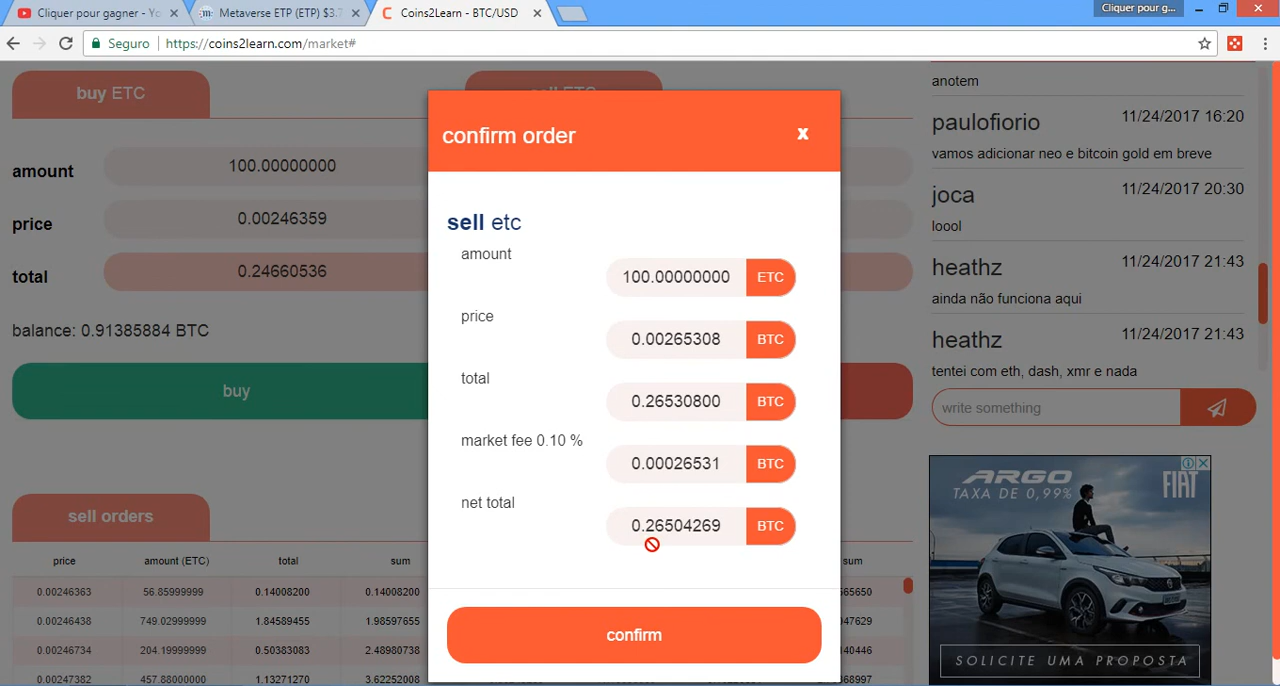 Cliquer pour gagner - Yo
Metaverse ETP (ETP) $3.7
Coins2Learn - BTC/USD
Cliquer pour g...
Seguro
https://coins2learn.com/market#
buy ETC
sell ETC
amount
100.00000000
price
0.00246359
total
0.24660536
balance: 0.91385884 BTC
buy
sell orders
price amount (ETC) total sum
0.00246363 56.85999999 0.14008200 0.14008200
0.00246438 749.02999999 1.84589455 1.98597655
0.00246734 204.19999999 0.50383083 2.48980738
0.00247382 457.88000000 1.13271270 3.62252008
confirm order
x
sell etc
amount
100.00000000 ETC
price
0.00265308 BTC
total
0.26530800 BTC
market fee 0.10 %
0.00026531 BTC
net total
0.26504269 BTC
confirm
sum
anotem
paulofiorio 11/24/2017 16:20
vamos adicionar neo e bitcoin gold em breve
joca 11/24/2017 20:30
loool
heathz 11/24/2017 21:43
ainda não funciona aqui
heathz 11/24/2017 21:43
tentei com eth, dash, xmr e nada
write something
ARGO
TAXA DE 0,99%
FIAT
SOLICITE UMA PROPOSTA